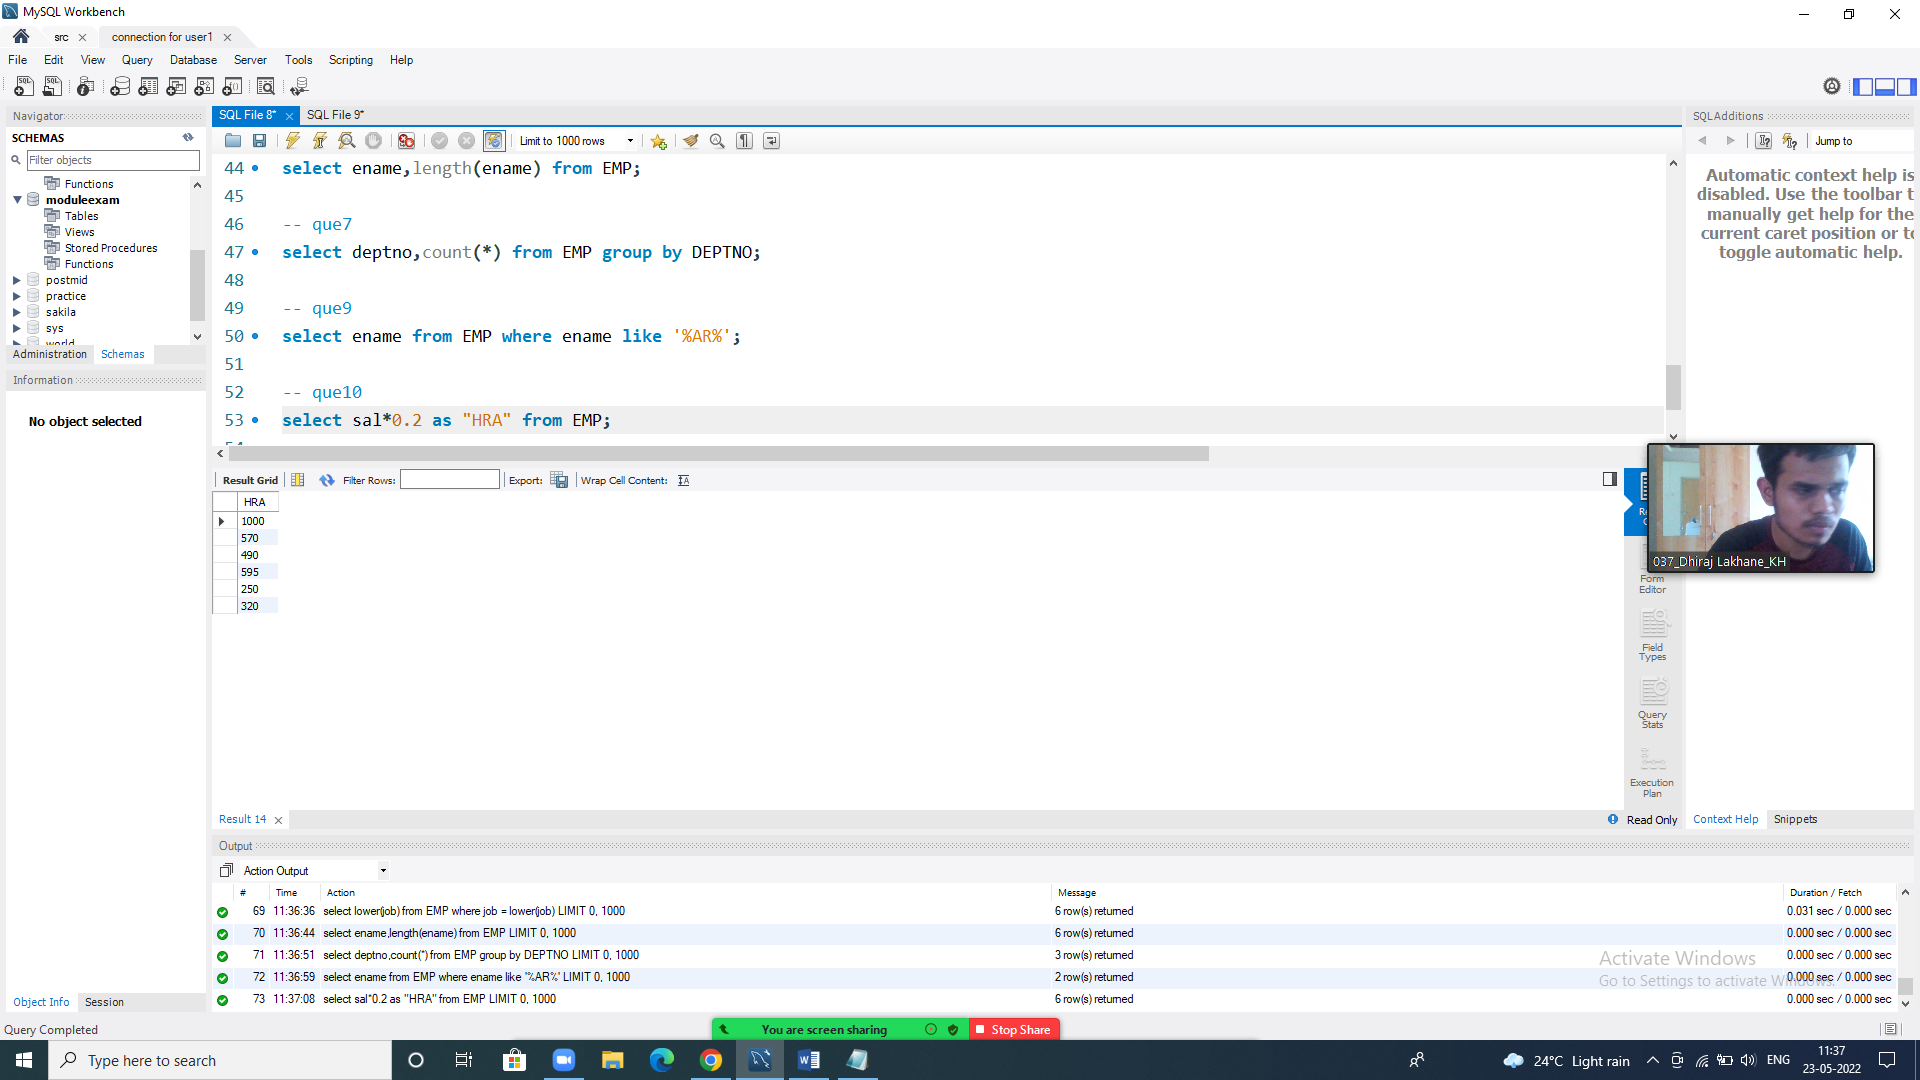 MySQL Workbench
src
connection for user1
File Edit View Query Database Server Tools Scripting Help
Navigator
SCHEMAS
Filter objects
Functions
moduleexam
Tables
Views
Stored Procedures
Functions
postmid
practice
sakila
sys
world
Administration Schemas
Information
No object selected
Object Info Session
Query Completed
SQL File 8* SQL File 9*
Limit to 1000 rows
44 select ename,length(ename) from EMP;
45
46 -- que7
47 select deptno,count(*) from EMP group by DEPTNO;
48
49 -- que9
50 select ename from EMP where ename like '%AR%';
51
52 -- que10
53 select sal*0.2 as "HRA" from EMP;
54
Result Grid Filter Rows: Export: Wrap Cell Content:
HRA
1000
570
490
595
250
320
Form
Editor
Field
Types
Query
Stats
Execution
Plan
Result 14
Read Only
SQLAdditions
Jump to
Automatic context help is
disabled. Use the toolbar t
manually get help for the
current caret position or to
toggle automatic help.
037_Dhiraj Lakhane_KH
Context Help Snippets
Output
Action Output
# Time Action Message Duration / Fetch
69 11:36:36 select lower(job) from EMP where job = lower(job) LIMIT 0, 1000 6 row(s) returned 0.031 sec / 0.000 sec
70 11:36:44 select ename,length(ename) from EMP LIMIT 0, 1000 6 row(s) returned 0.000 sec / 0.000 sec
71 11:36:51 select deptno,count(*) from EMP group by DEPTNO LIMIT 0, 1000 3 row(s) returned 0.000 sec / 0.000 sec
72 11:36:59 select ename from EMP where ename like '%AR%' LIMIT 0, 1000 2 row(s) returned 0.000 sec / 0.000 sec
73 11:37:08 select sal*0.2 as "HRA" from EMP LIMIT 0, 1000 6 row(s) returned 0.000 sec / 0.000 sec
Activate Windows
Go to Settings to activate Windows.
You are screen sharing Stop Share
Type here to search
24°C Light rain
ENG
11:37
23-05-2022